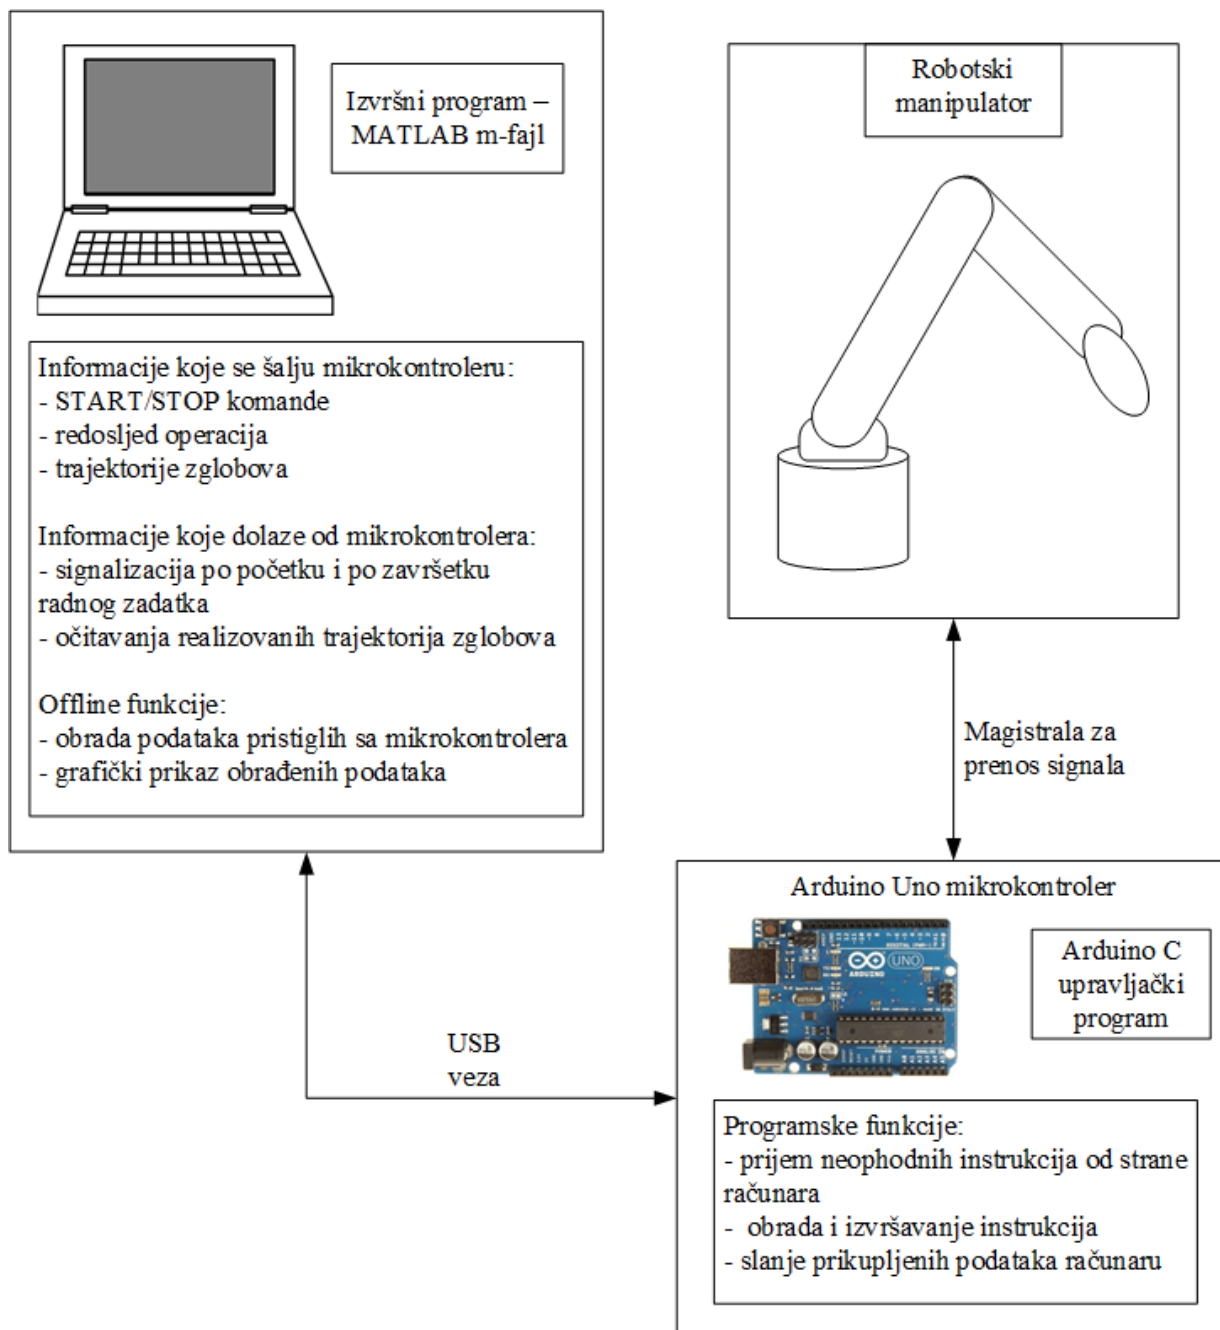 Izvršni program –
MATLAB m-fajl
Informacije koje se šalju mikrokontroleru:
- START/STOP komande
- redosljed operacija
- trajektorije zglobova
Informacije koje dolaze od mikrokontrolera:
- signalizacija po početku i po završetku
radnog zadatka
- očitavanja realizovanih trajektorija zglobova
Offline funkcije:
- obrada podataka pristiglih sa mikrokontrolera
- grafički prikaz obrađenih podataka
Robotski
manipulator
Magistrala za
prenos signala
USB
veza
Arduino Uno mikrokontroler
UNO
ARDUINO
Arduino C
upravljački
program
Programske funkcije:
- prijem neophodnih instrukcija od strane
računara
- obrada i izvršavanje instrukcija
- slanje prikupljenih podataka računaru